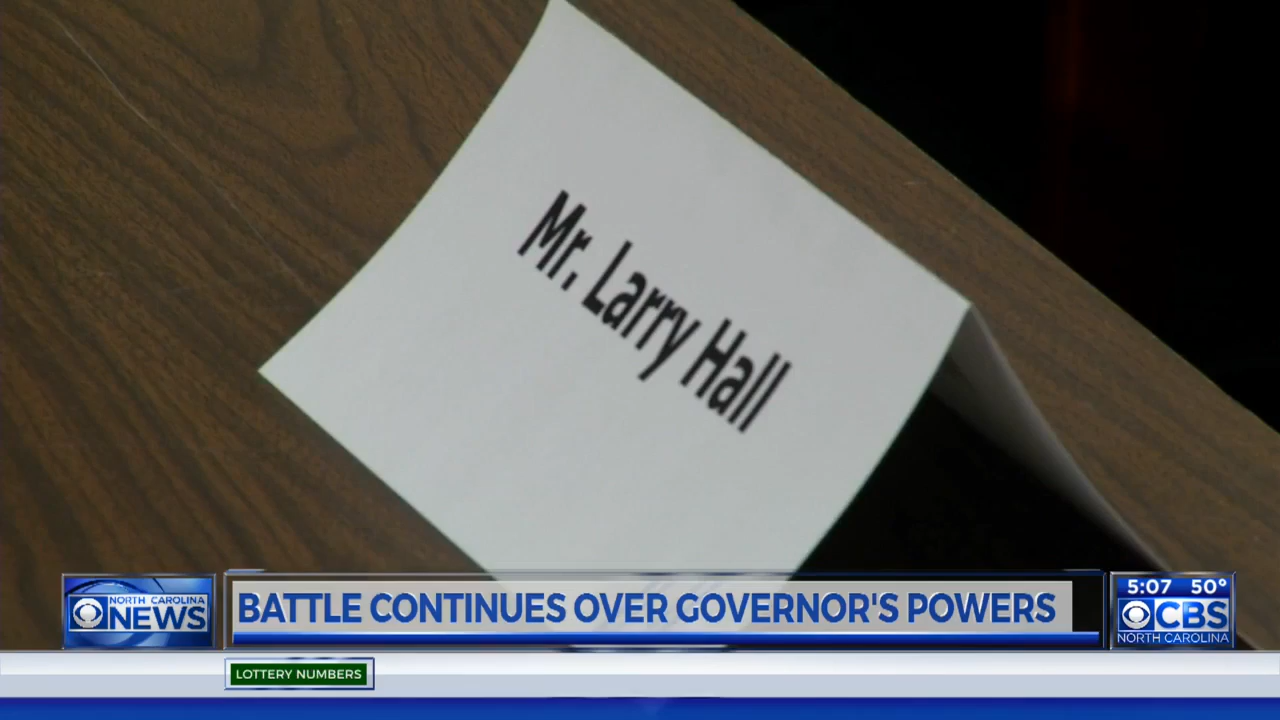 Mr. Larry Hall
NORTH CAROLINA
NEWS
BATTLE CONTINUES OVER GOVERNOR'S POWERS
5:07 50°
CBS
NORTH CAROLINA
LOTTERY NUMBERS